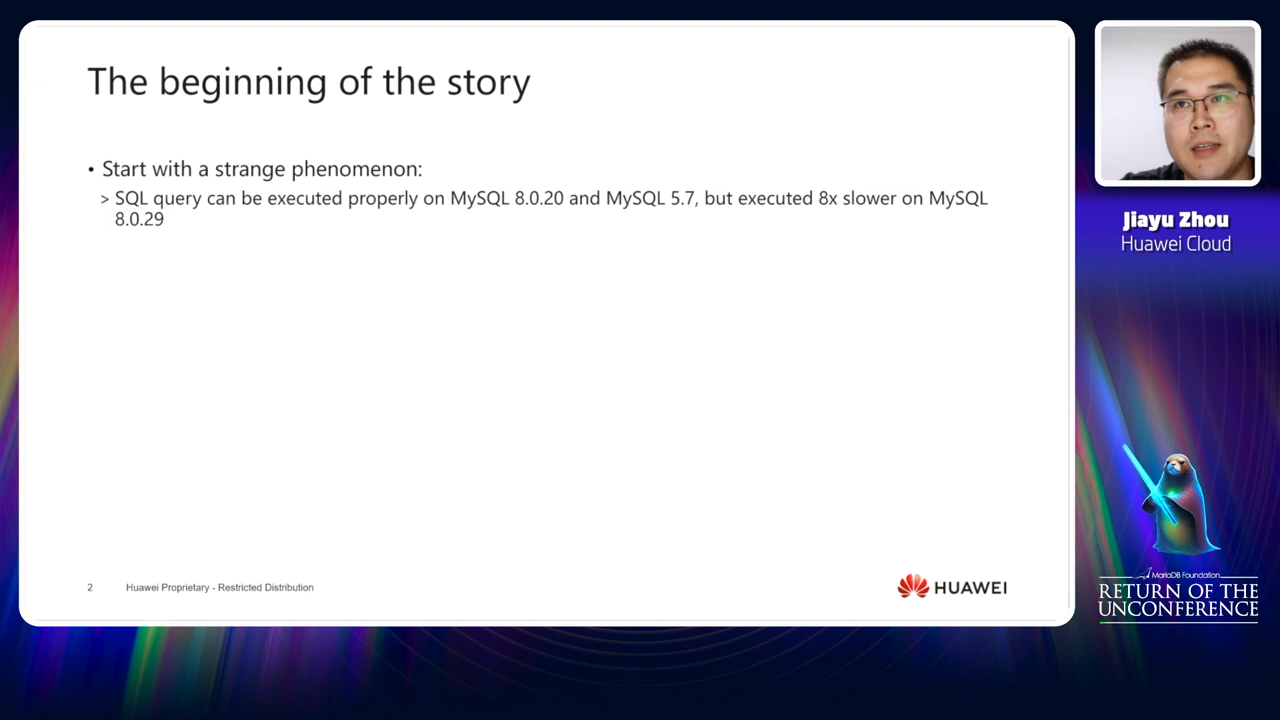 The beginning of the story
• Start with a strange phenomenon:
> SQL query can be executed properly on MySQL 8.0.20 and MySQL 5.7, but executed 8x slower on MySQL
8.0.29
2 Huawei Proprietary - Restricted Distribution
HUAWEI
Jiayu Zhou
Huawei Cloud
MariaDB Foundation
RETURN OF THE
UNCONFERENCE